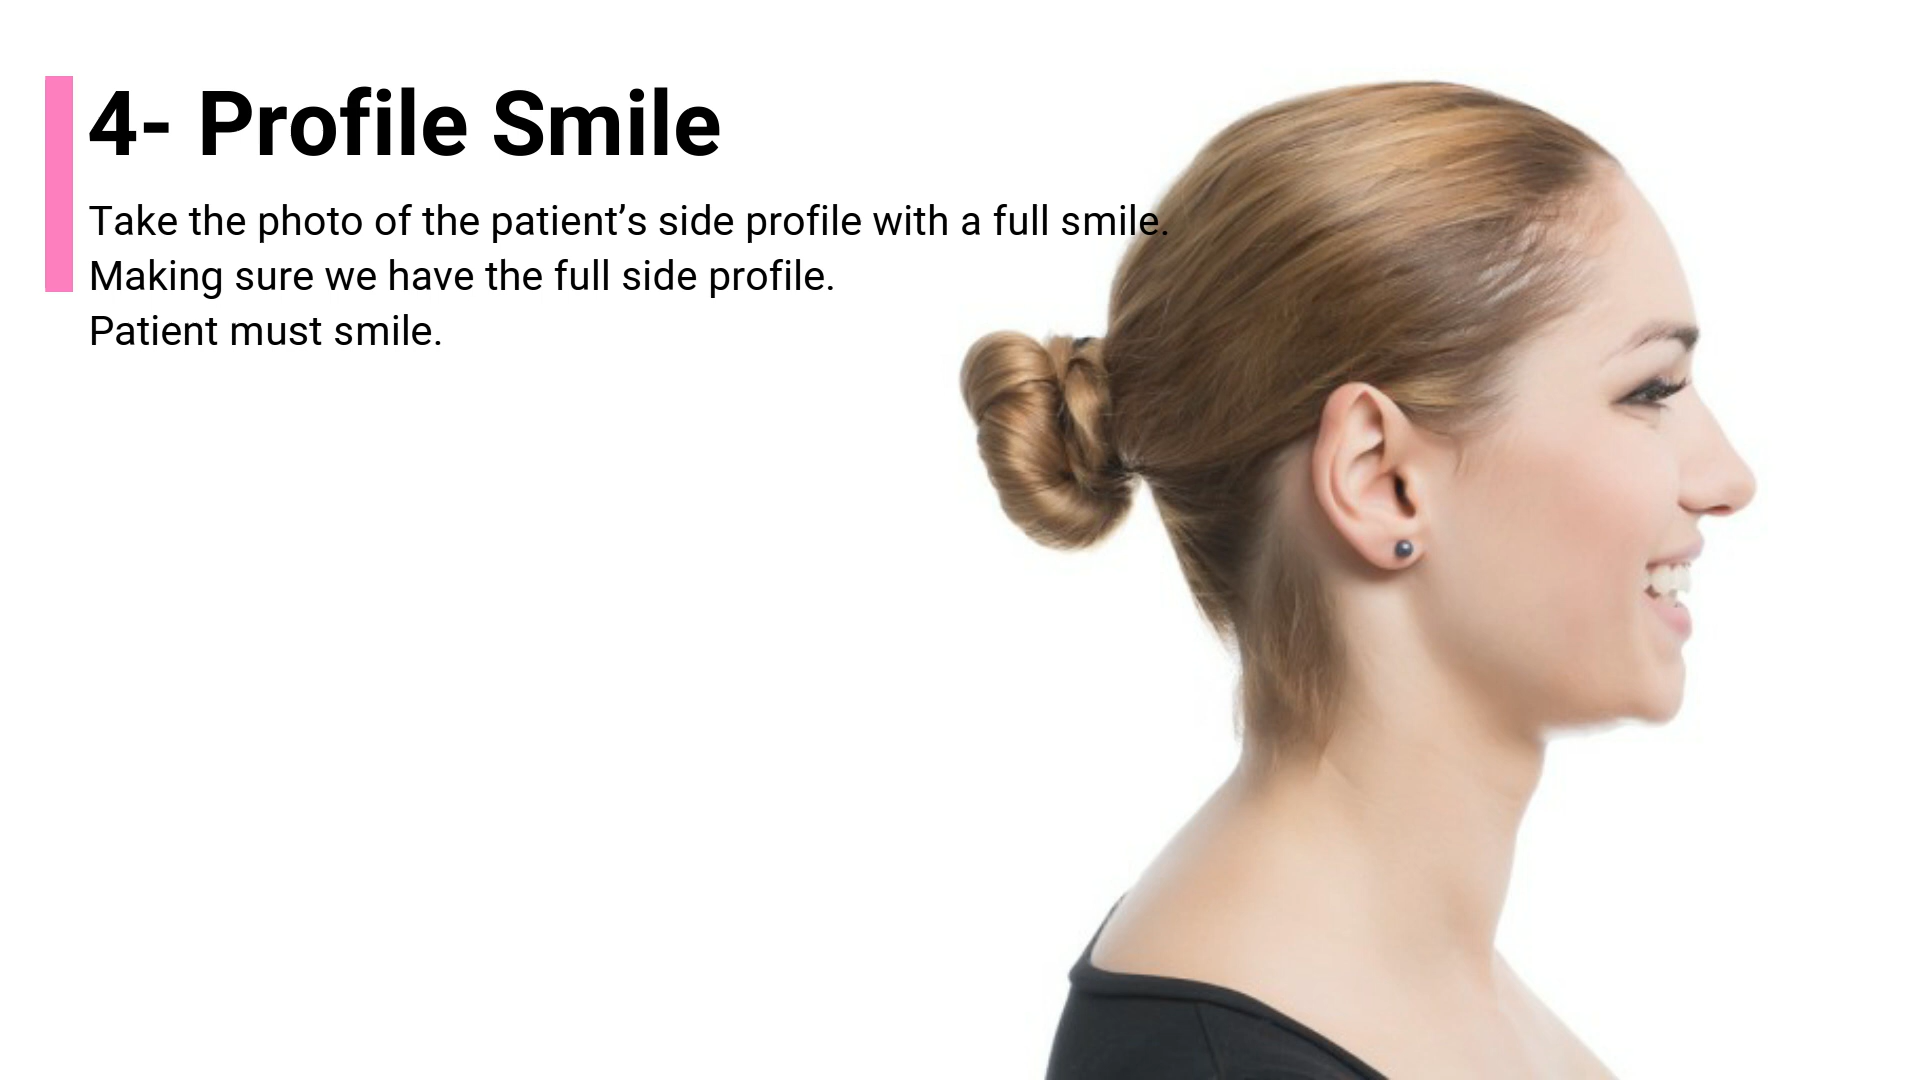 4- Profile Smile
Take the photo of the patient’s side profile with a full smile.
Making sure we have the full side profile.
Patient must smile.